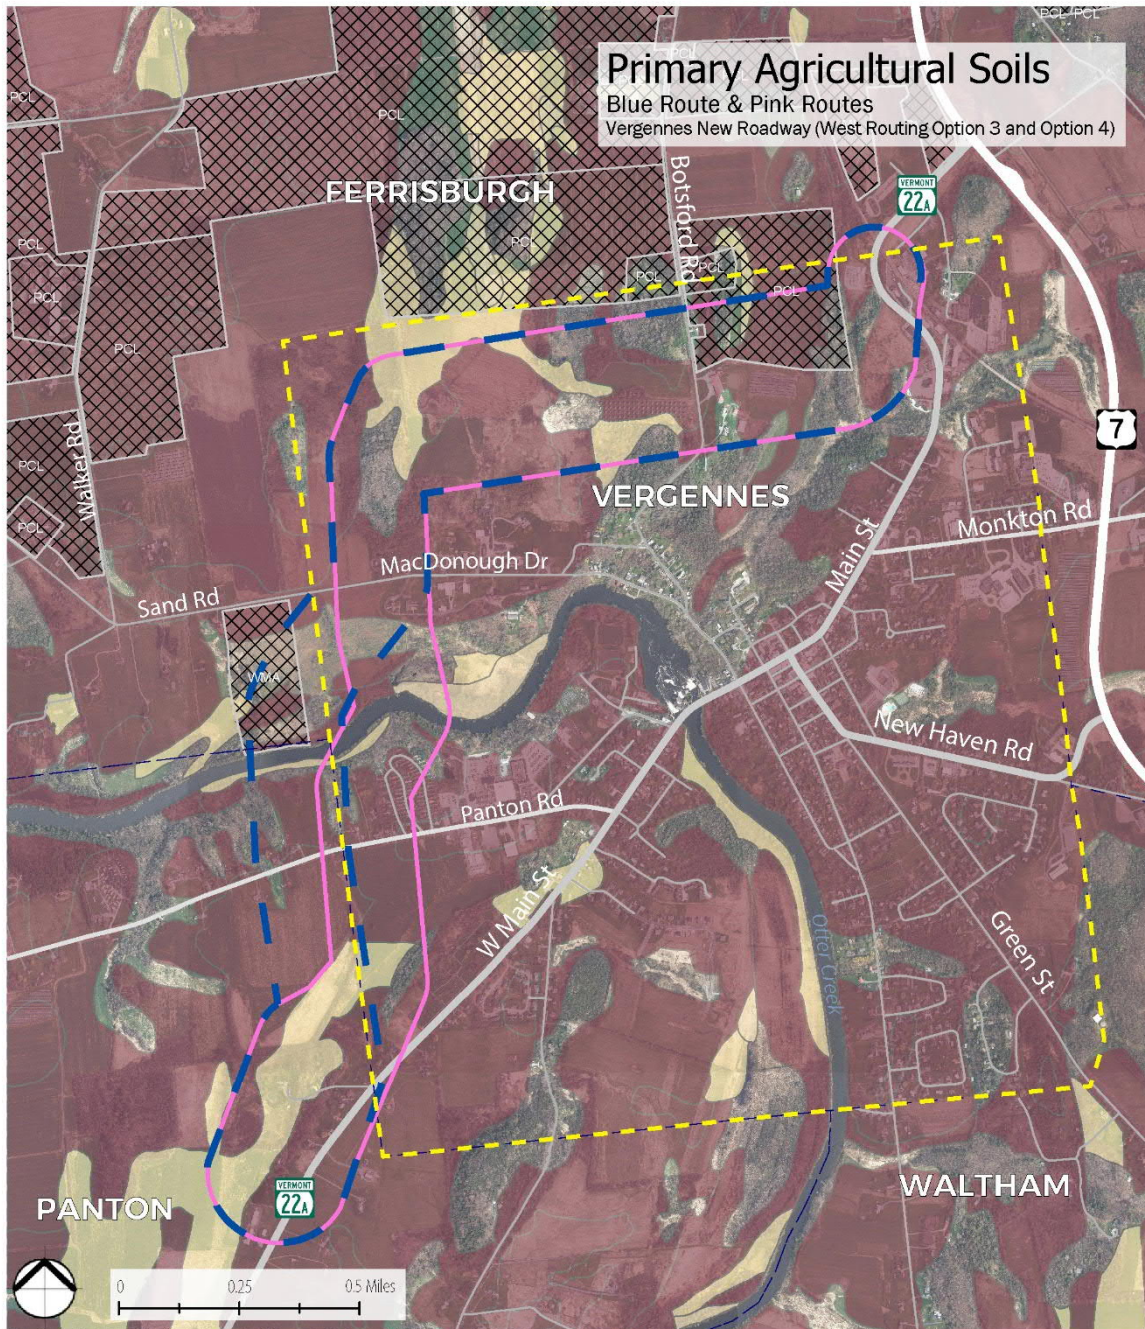 PCL PCL
Primary Agricultural Soils
Blue Route & Pink Routes
Vergennes New Roadway (West Routing Option 3 and Option 4)
PCL
PCL
FERRISBURGH
Botsford Rd
VERMONT
22A
PCL
PCL
PCL
PCL
PCL
PCL
PCL
7
Walker Rd
PCL
PCL
VERGENNES
Main St
Monkton Rd
MacDonough Dr
Sand Rd
WMA
New Haven Rd
Panton Rd
W Main St
Otter Creek
Green St
PANTON
VERMONT
22A
WALTHAM
0 0.25 0.5 Miles